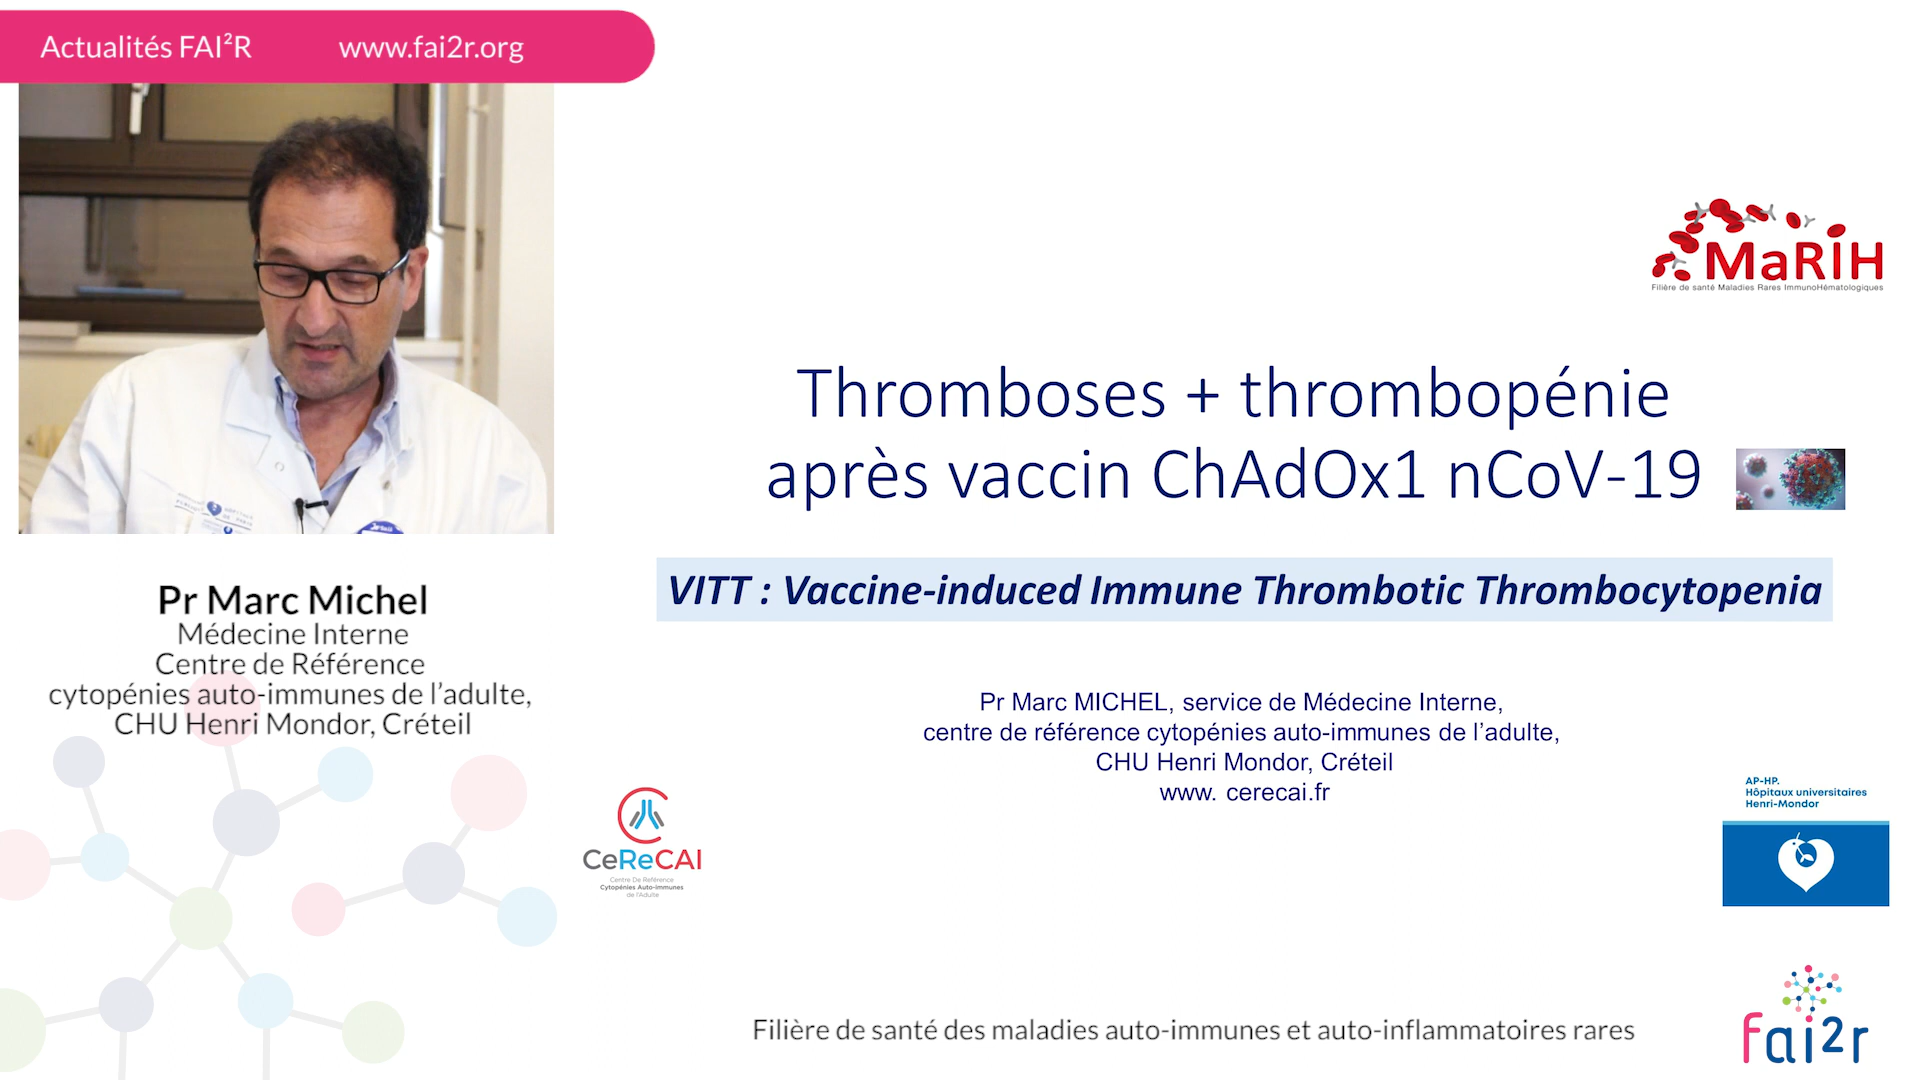 Actualités FAI²R www.fai2r.org
MaRIH
Filière de santé Maladies Rares ImmunoHématologiques
Thromboses + thrombopénie
après vaccin ChAdOx1 nCoV-19
VITT : Vaccine-induced Immune Thrombotic Thrombocytopenia
Pr Marc Michel
Médecine Interne
Centre de Référence
cytopénies auto-immunes de l’adulte,
CHU Henri Mondor, Créteil
Pr Marc MICHEL, service de Médecine Interne,
centre de référence cytopénies auto-immunes de l’adulte,
CHU Henri Mondor, Créteil
www. cerecai.fr
CeReCAI
Centre De Référence
Cytopénies Auto-immunes
de l'Adulte
AP-HP.
Hôpitaux universitaires
Henri-Mondor
Filière de santé des maladies auto-immunes et auto-inflammatoires rares
fai2r